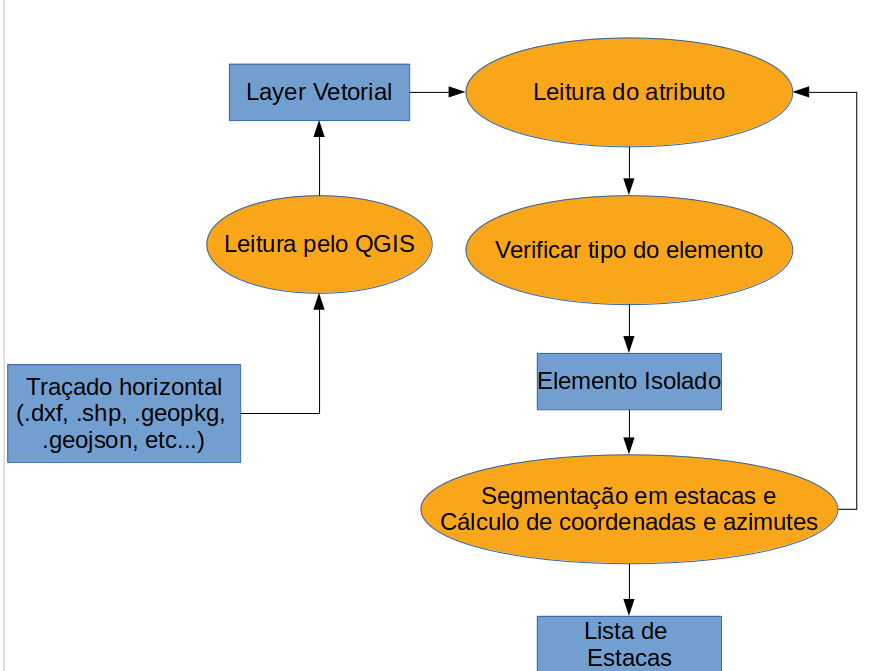 Layer Vetorial
Leitura do atributo
Leitura pelo QGIS
Verificar tipo do elemento
Traçado horizontal
(.dxf, .shp, .geopkg,
.geojson, etc...)
Elemento Isolado
Segmentação em estacas e
Cálculo de coordenadas e azimutes
Lista de
Estacas